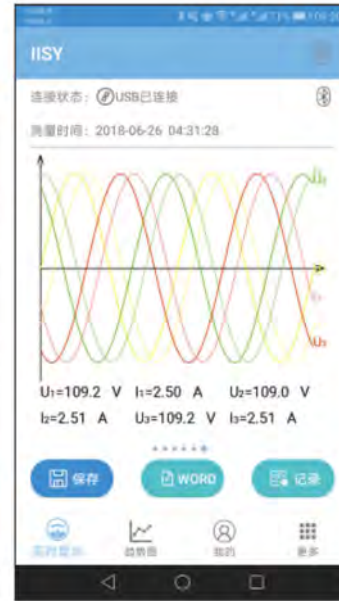 IISY
连接状态： USB已连接
测量时间：2018-06-26 04:31:28
U₁
I₁
U₃
U₁=109.2 V I₁=2.50 A U₂=109.0 V
I₂=2.51 A U₃=109.2 V I₃=2.51 A
保存 WORD 记录
实时显示 趋势图 我的 更多